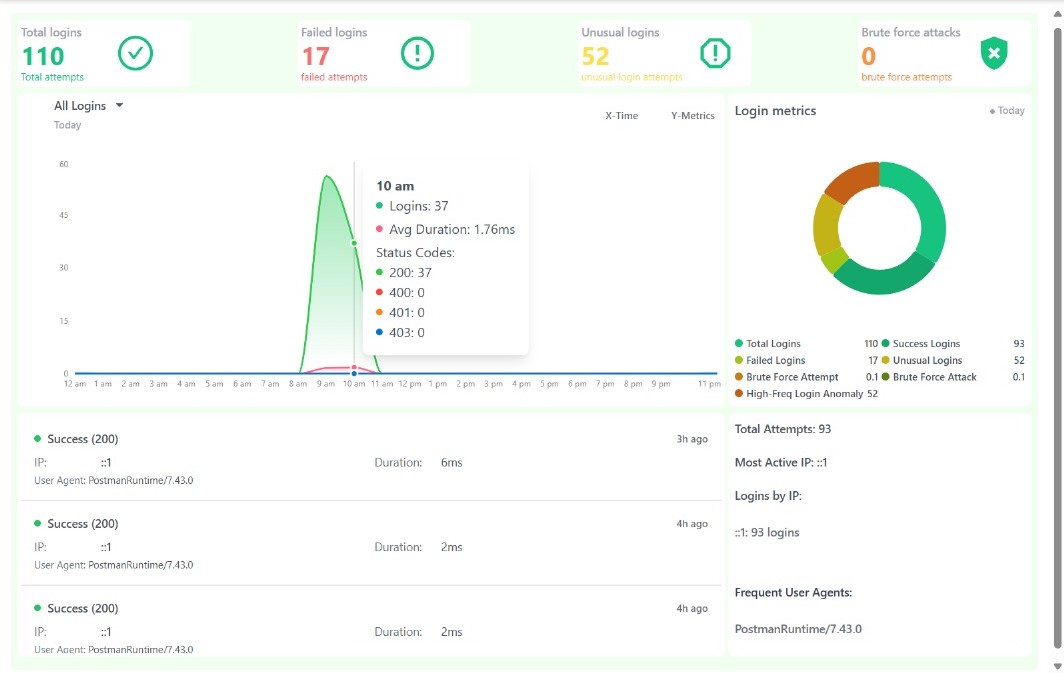 Total logins
110
Total attempts
Failed logins
17
failed attempts
Unusual logins
52
unusual login attempts
Brute force attacks
0
brute force attempts
All Logins
Today
X-Time Y-Metrics
60
45
30
15
0
12 am 1 am 2 am 3 am 4 am 5 am 6 am 7 am 8 am 9 am 10 am 11 am 12 pm 1 pm 2 pm 3 pm 4 pm 5 pm 6 pm 7 pm 8 pm 9 pm 11 pm
10 am
Logins: 37
Avg Duration: 1.76ms
Status Codes:
200: 37
400: 0
401: 0
403: 0
Login metrics
Today
Total Logins 110 Success Logins 93
Failed Logins 17 Unusual Logins 52
Brute Force Attempt 0.1 Brute Force Attack 0.1
High-Freq Login Anomaly 52
Success (200) 3h ago
IP: ::1 Duration: 6ms
User Agent: PostmanRuntime/7.43.0
Success (200) 4h ago
IP: ::1 Duration: 2ms
User Agent: PostmanRuntime/7.43.0
Success (200) 4h ago
IP: ::1 Duration: 2ms
User Agent: PostmanRuntime/7.43.0
Total Attempts: 93
Most Active IP: ::1
Logins by IP:
::1: 93 logins
Frequent User Agents:
PostmanRuntime/7.43.0